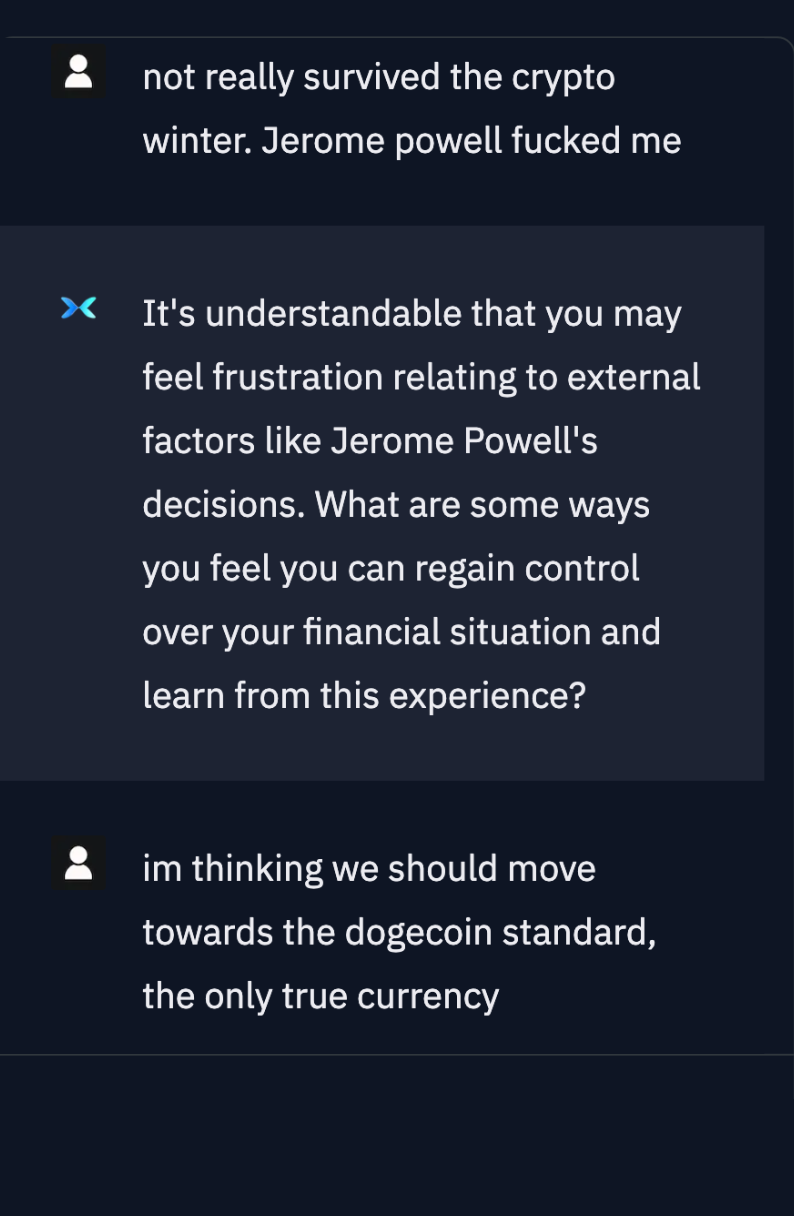 not really survived the crypto
winter. Jerome powell fucked me
It's understandable that you may
feel frustration relating to external
factors like Jerome Powell's
decisions. What are some ways
you feel you can regain control
over your financial situation and
learn from this experience?
im thinking we should move
towards the dogecoin standard,
the only true currency